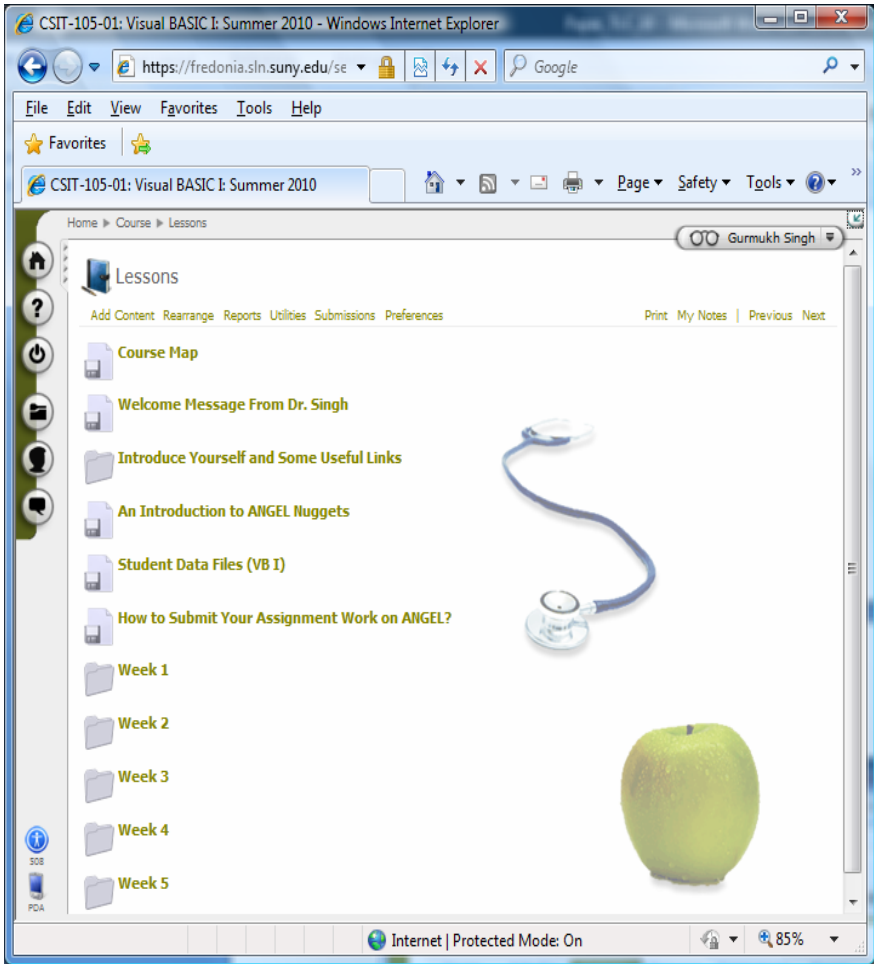 CSIT-105-01: Visual BASIC I: Summer 2010 - Windows Internet Explorer
https://fredonia.sln.suny.edu/se
Google
File Edit View Favorites Tools Help
Favorites
CSIT-105-01: Visual BASIC I: Summer 2010
Page Safety Tools
Home Course Lessons
Gurmukh Singh
Lessons
Add Content Rearrange Reports Utilities Submissions Preferences Print My Notes | Previous Next
Course Map
Welcome Message From Dr. Singh
Introduce Yourself and Some Useful Links
An Introduction to ANGEL Nuggets
Student Data Files (VB I)
How to Submit Your Assignment Work on ANGEL?
Week 1
Week 2
Week 3
Week 4
508
Week 5
PDA
Internet | Protected Mode: On 85%